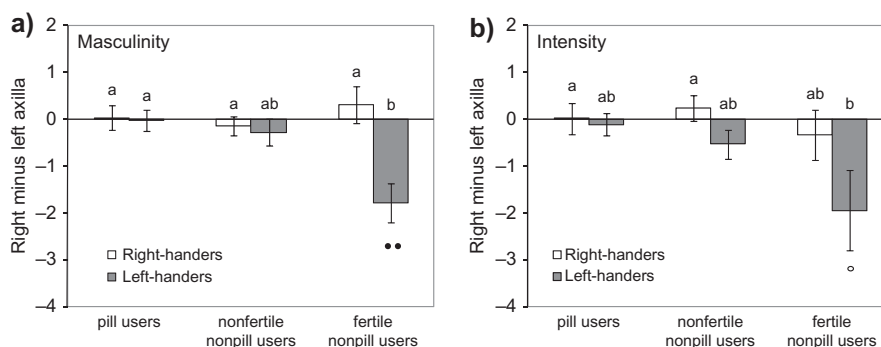 a) Masculinity
Right minus left axilla
2
1
0
–1
–2
–3
–4
a a a ab a b
Right-handers
Left-handers
pill users
nonfertile
nonpill users
fertile
nonpill users
b) Intensity
Right minus left axilla
2
1
0
–1
–2
–3
–4
a ab a ab ab b
Right-handers
Left-handers
pill users
nonfertile
nonpill users
fertile
nonpill users